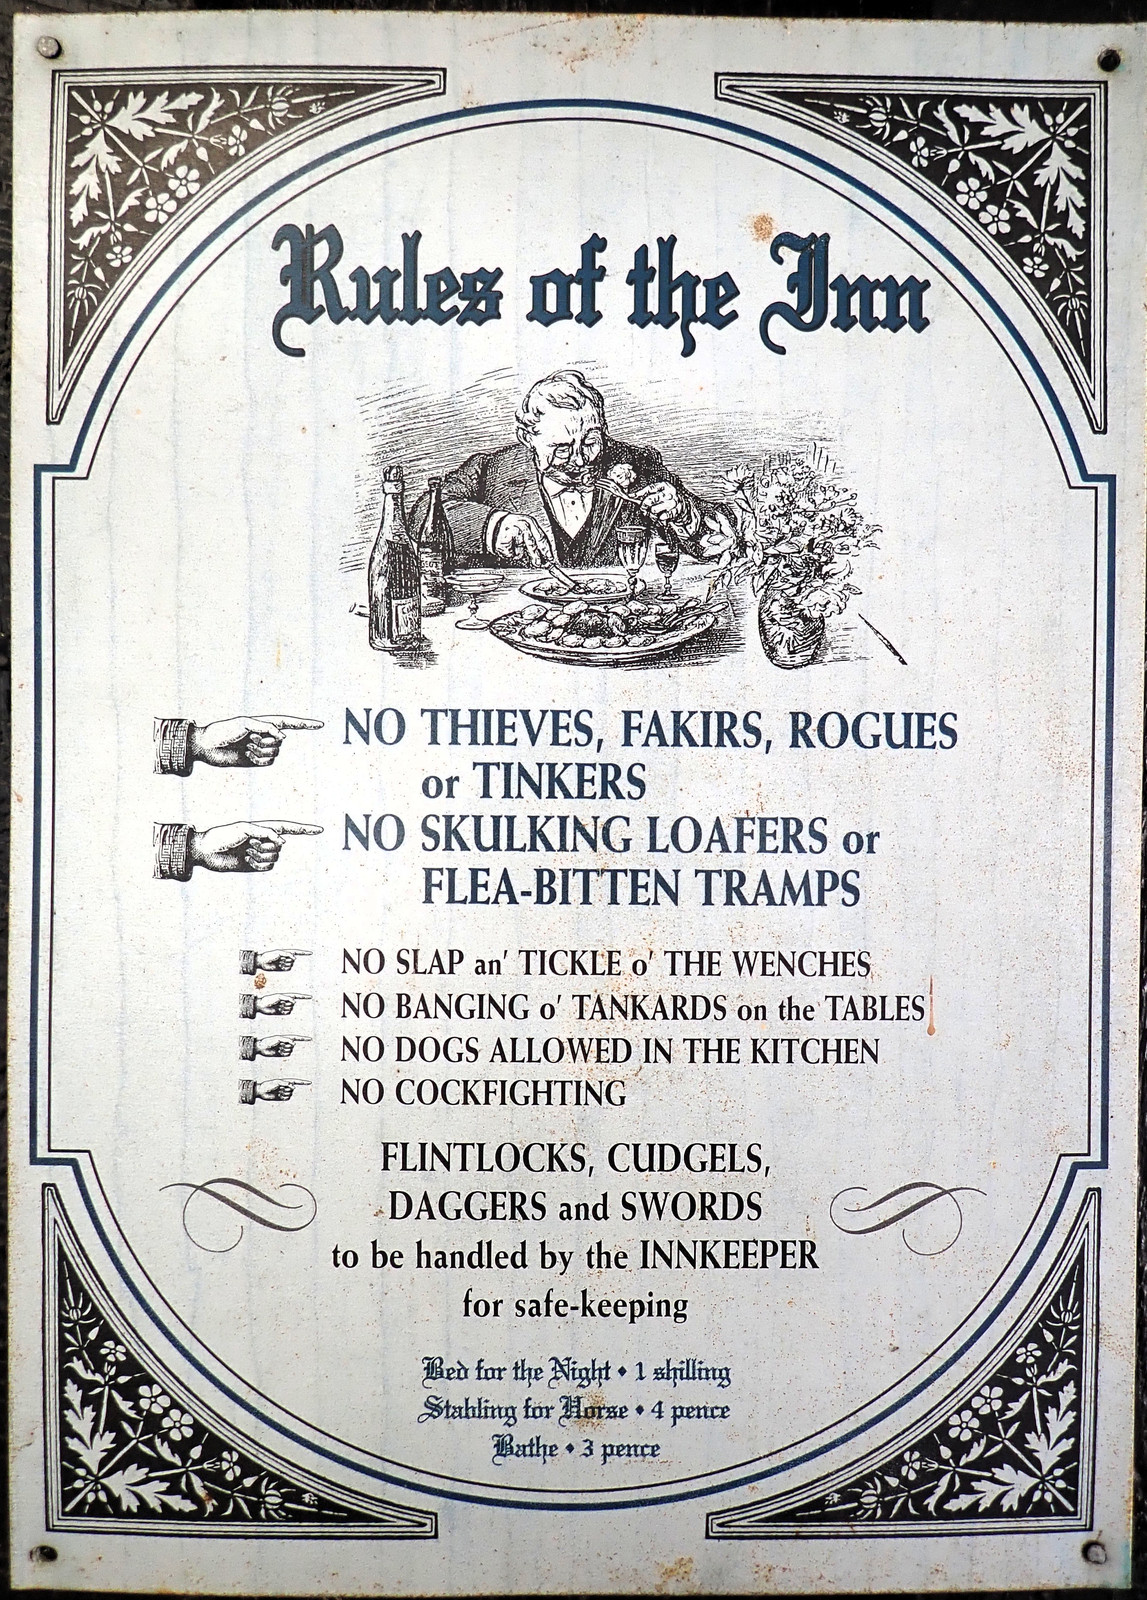 Rules of the Inn
NO THIEVES, FAKIRS, ROGUES
or TINKERS
NO SKULKING LOAFERS or
FLEA-BITTEN TRAMPS
NO SLAP an' TICKLE o' THE WENCHES
NO BANGING o' TANKARDS on the TABLES
NO DOGS ALLOWED IN THE KITCHEN
NO COCKFIGHTING
FLINTLOCKS, CUDGELS,
DAGGERS and SWORDS
to be handled by the INNKEEPER
for safe-keeping
Bed for the Night • 1 shilling
Stabling for Horse • 4 pence
Bathe • 3 pence